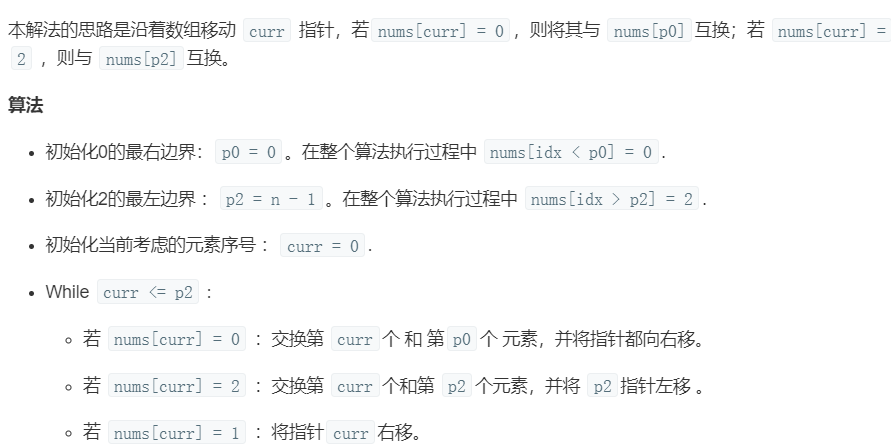 本解法的思路是沿着数组移动 curr 指针，若 nums[curr] = 0 ，则将其与 nums[p0] 互换；若 nums[curr] =
2 ，则与 nums[p2] 互换。
算法
• 初始化0的最右边界： p0 = 0 。在整个算法执行过程中 nums[idx < p0] = 0 .
• 初始化2的最左边界 ： p2 = n - 1 。在整个算法执行过程中 nums[idx > p2] = 2 .
• 初始化当前考虑的元素序号 ： curr = 0 .
• While curr <= p2 :
◦ 若 nums[curr] = 0 ：交换第 curr 个 和 第 p0 个 元素，并将指针都向右移。
◦ 若 nums[curr] = 2 ：交换第 curr 个和第 p2 个元素，并将 p2 指针左移 。
◦ 若 nums[curr] = 1 ：将指针 curr 右移。